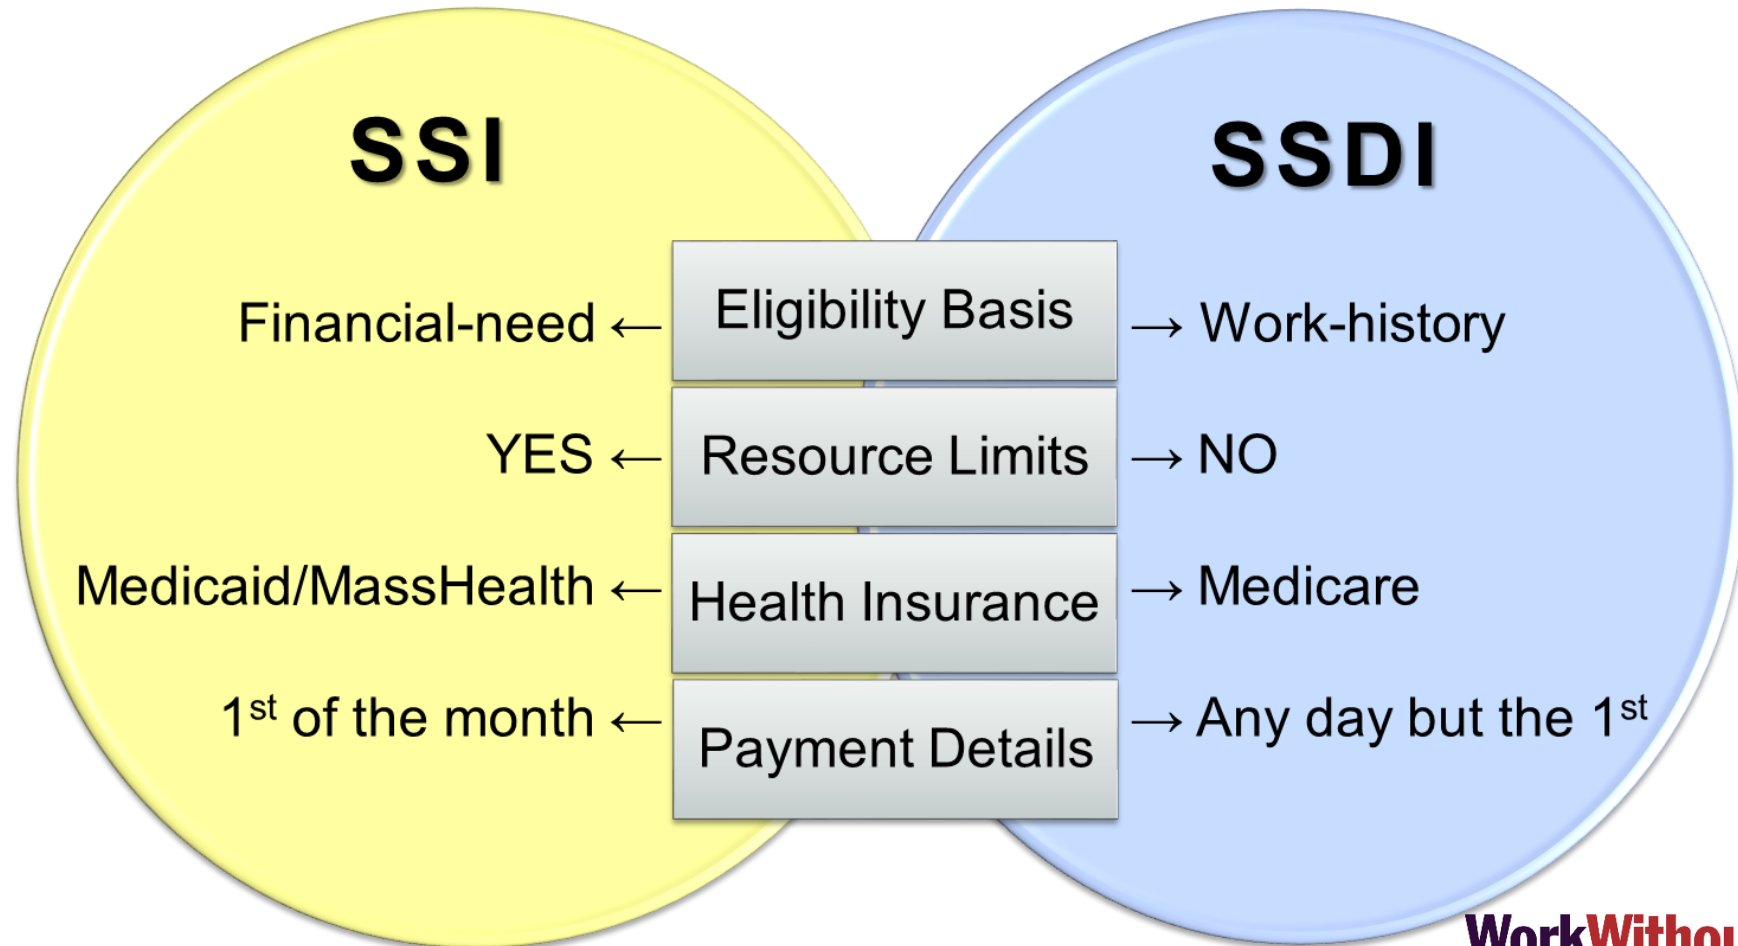 SSI
SSDI
Financial-need ← Eligibility Basis → Work-history
YES ← Resource Limits → NO
Medicaid/MassHealth ← Health Insurance → Medicare
1st of the month ← Payment Details → Any day but the 1st
WorkWithou